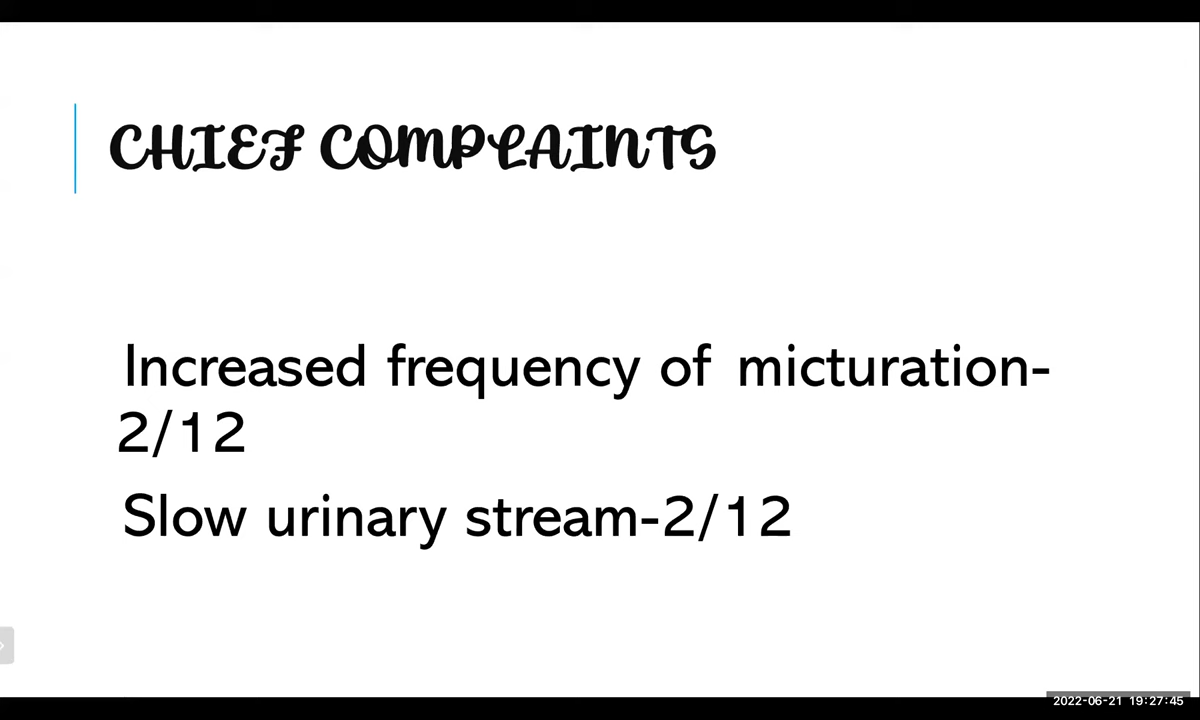 CHIEF COMPLAINTS
Increased frequency of micturation-
2/12
Slow urinary stream-2/12
2022-06-21 19:27:45